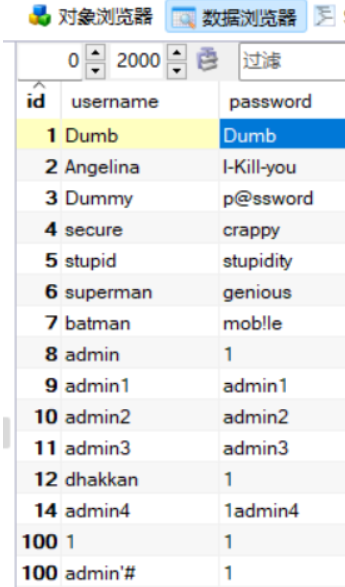 对象浏览器 数据浏览器
0 2000 过滤
id username password
1 Dumb Dumb
2 Angelina I-Kill-you
3 Dummy p@ssword
4 secure crappy
5 stupid stupidity
6 superman genious
7 batman mob!le
8 admin 1
9 admin1 admin1
10 admin2 admin2
11 admin3 admin3
12 dhakkan 1
14 admin4 1admin4
100 1 1
100 admin'# 1